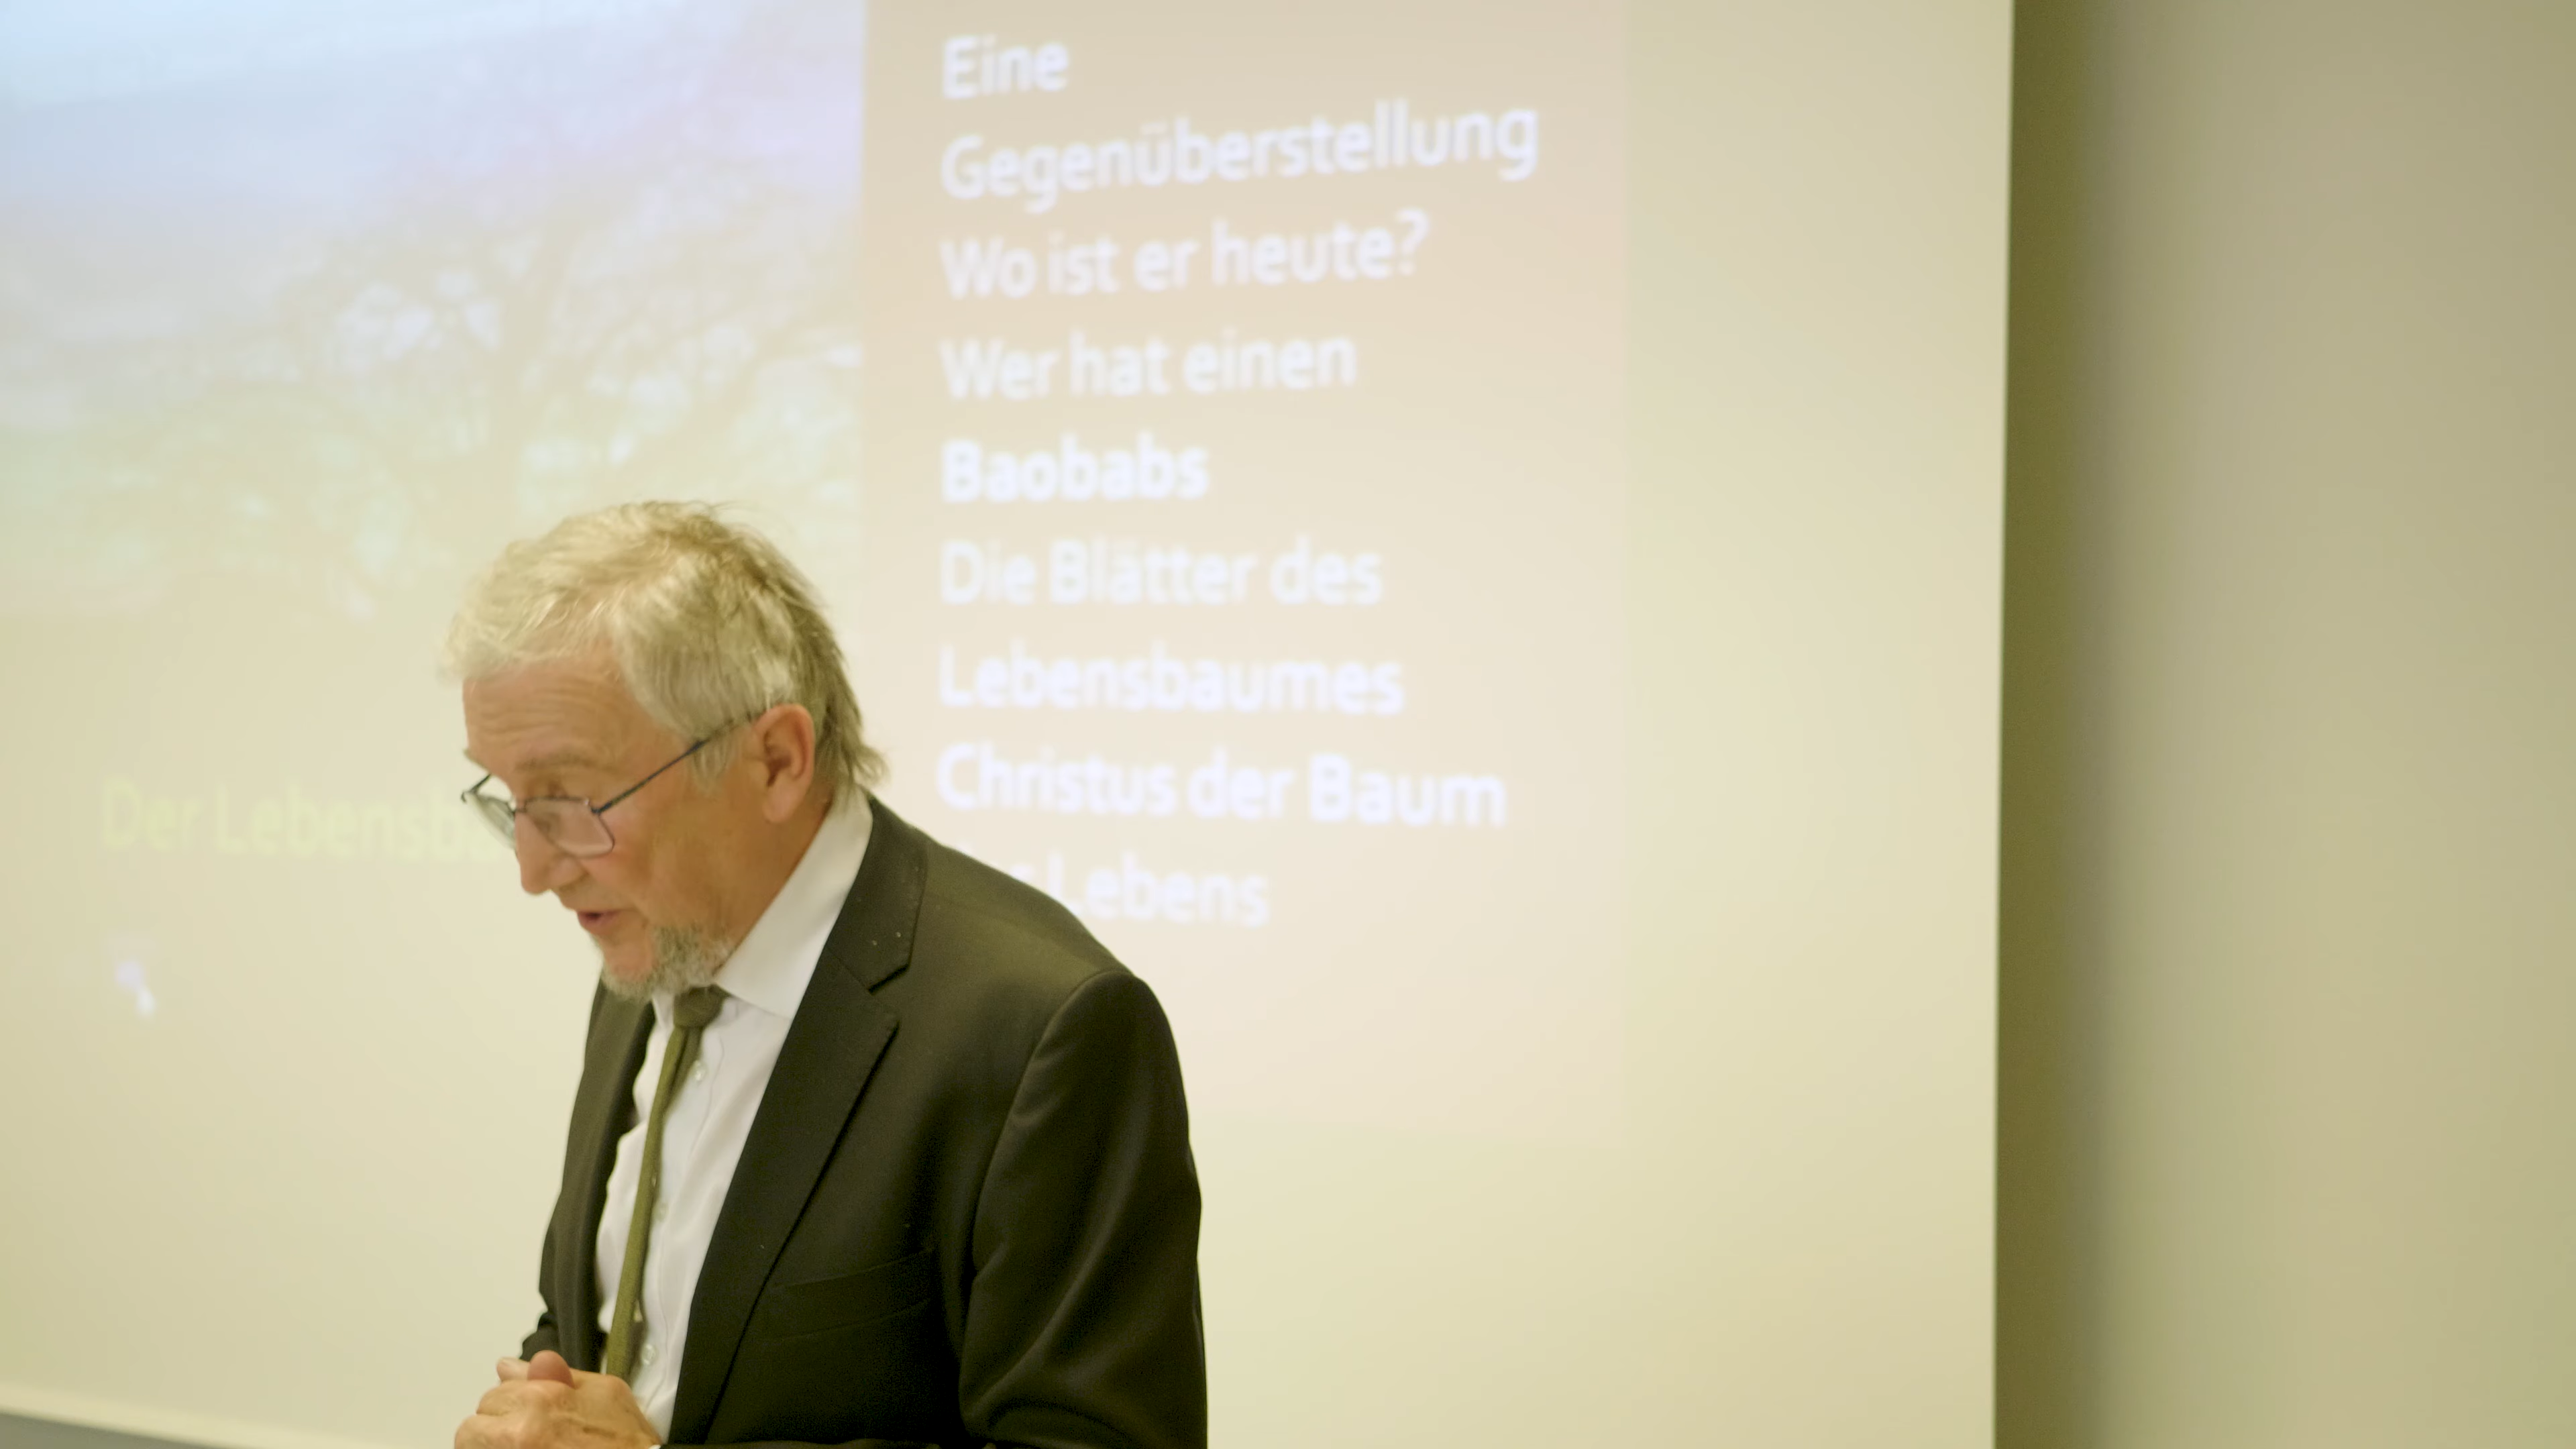 Eine
Gegenüberstellung
Wo ist er heute?
Wer hat einen
Baobabs
Die Blätter des
Lebensbaumes
Christus der Baum
Lebens
Der